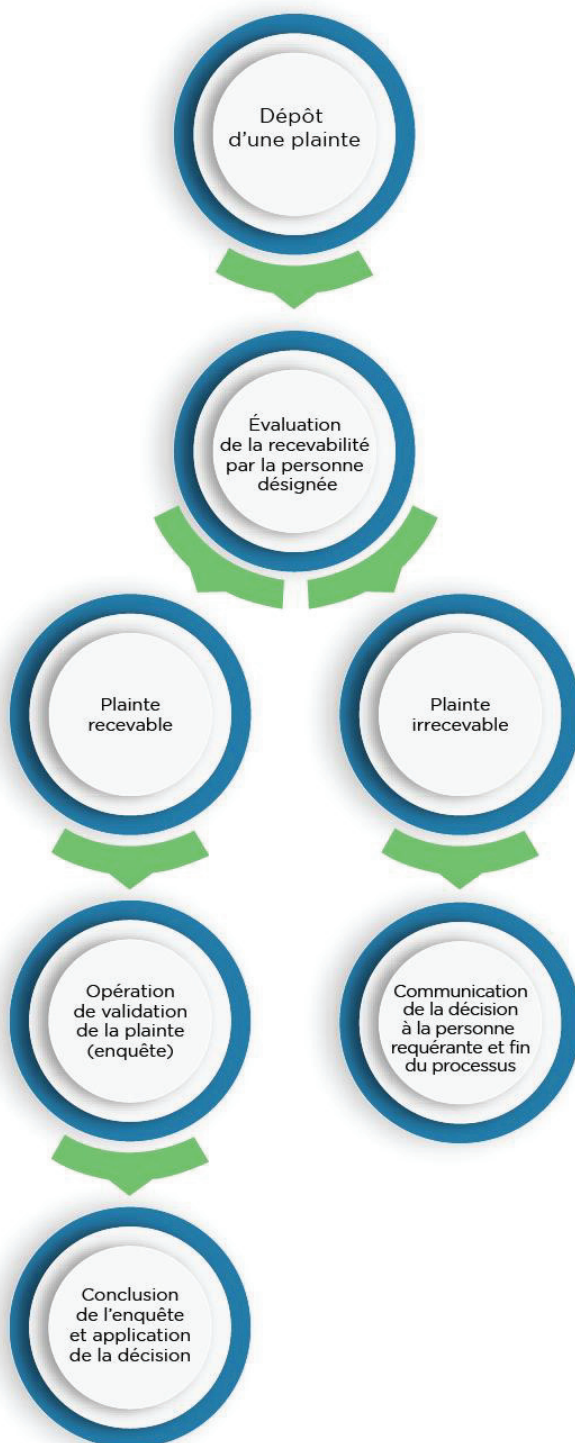 Dépôt
d'une plainte
Évaluation
de la recevabilité
par la personne
désignée
Plainte
recevable
Plainte
irrecevable
Opération
de validation
de la plainte
(enquête)
Communication
de la décision
à la personne
requérante et fin
du processus
Conclusion
de l'enquête
et application
de la décision